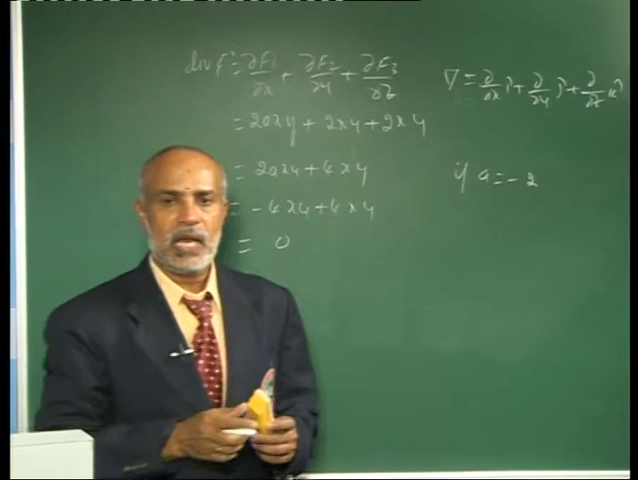 div F = ∂F1/∂x + ∂F2/∂y + ∂F3/∂z
∇ = ∂/∂x i + ∂/∂y j + ∂/∂z k
= 2axy + 2xy + 2xy
= 2axy + 4xy
if a = -2
= -4xy + 4xy
= 0